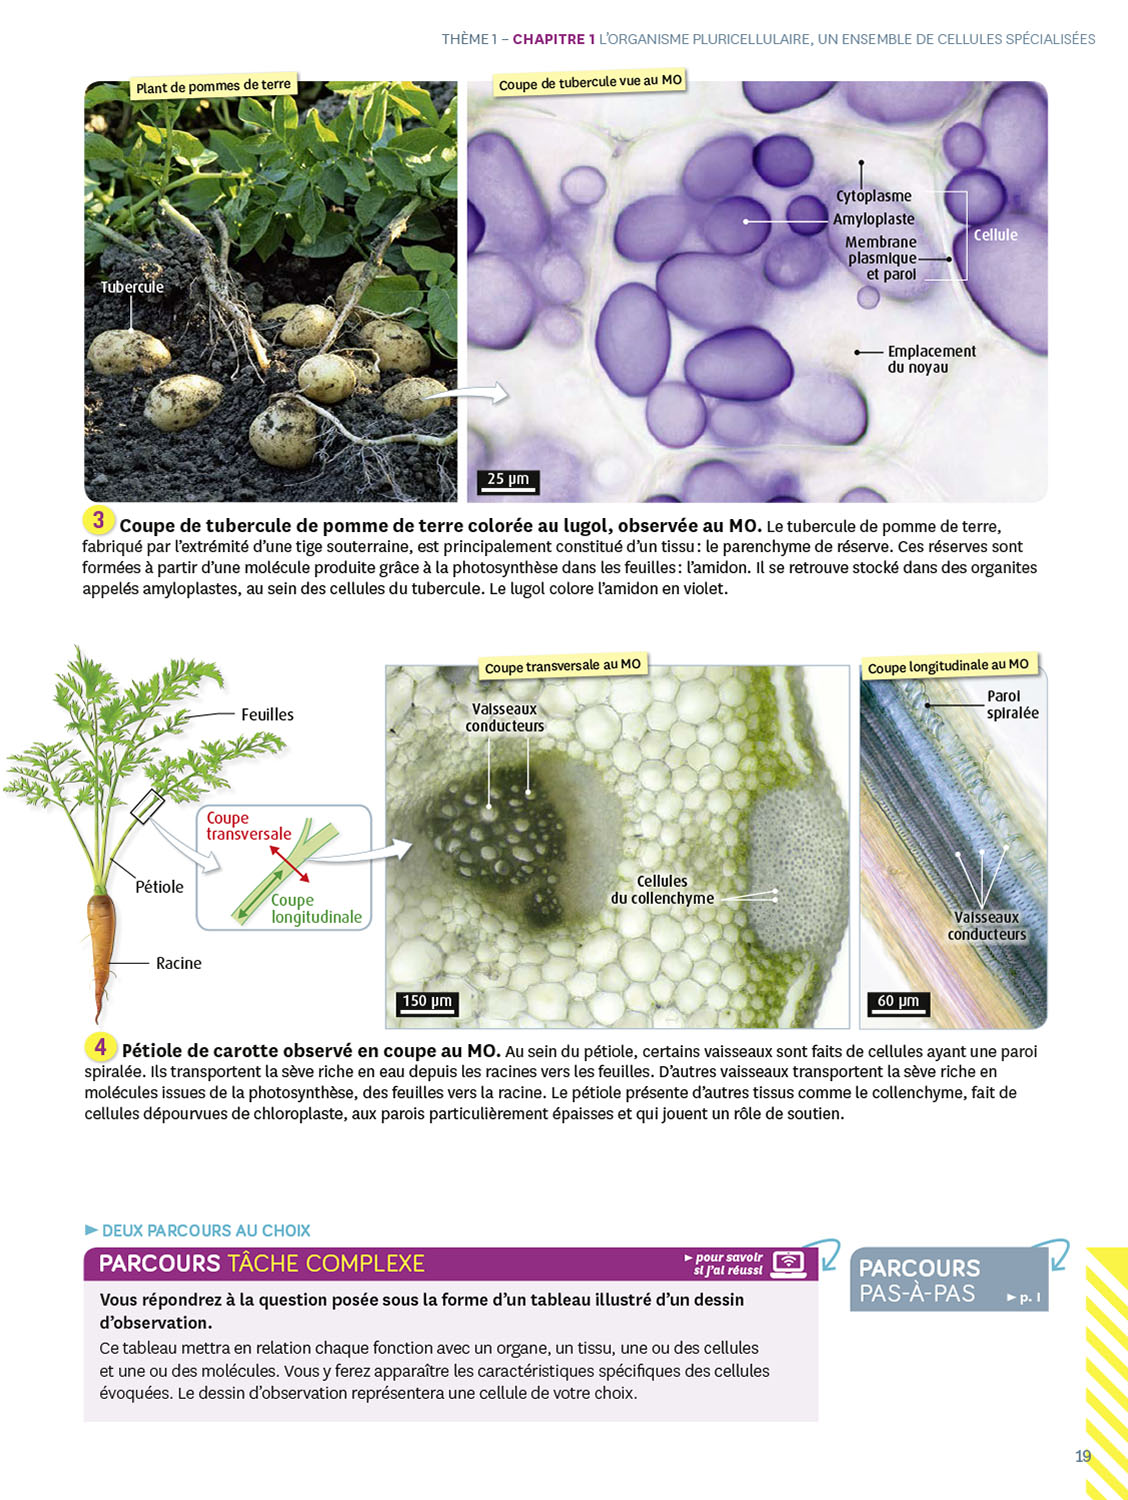 THÈME 1 – CHAPITRE 1 L’ORGANISME PLURICELLULAIRE, UN ENSEMBLE DE CELLULES SPÉCIALISÉES
Plant de pommes de terre
Tubercule
Coupe de tubercule vue au MO
Cytoplasme
Amyloplaste
Membrane
plasmique
et paroi
Cellule
Emplacement
du noyau
25 µm
3 Coupe de tubercule de pomme de terre colorée au lugol, observée au MO. Le tubercule de pomme de terre,
fabriqué par l’extrémité d’une tige souterraine, est principalement constitué d’un tissu : le parenchyme de réserve. Ces réserves sont
formées à partir d’une molécule produite grâce à la photosynthèse dans les feuilles : l’amidon. Il se retrouve stocké dans des organites
appelés amyloplastes, au sein des cellules du tubercule. Le lugol colore l’amidon en violet.
Feuilles
Coupe
transversale
Coupe
longitudinale
Pétiole
Racine
Coupe transversale au MO
Vaisseaux
conducteurs
Cellules
du collenchyme
150 µm
Coupe longitudinale au MO
Paroi
spiralée
Vaisseaux
conducteurs
60 µm
4 Pétiole de carotte observé en coupe au MO. Au sein du pétiole, certains vaisseaux sont faits de cellules ayant une paroi
spiralée. Ils transportent la sève riche en eau depuis les racines vers les feuilles. D’autres vaisseaux transportent la sève riche en
molécules issues de la photosynthèse, des feuilles vers la racine. Le pétiole présente d’autres tissus comme le collenchyme, fait de
cellules dépourvues de chloroplaste, aux parois particulièrement épaisses et qui jouent un rôle de soutien.
► DEUX PARCOURS AU CHOIX
PARCOURS TÂCHE COMPLEXE
► pour savoir
si j’ai réussi
Vous répondrez à la question posée sous la forme d’un tableau illustré d’un dessin
d’observation.
Ce tableau mettra en relation chaque fonction avec un organe, un tissu, une ou des cellules
et une ou des molécules. Vous y ferez apparaître les caractéristiques spécifiques des cellules
évoquées. Le dessin d’observation représentera une cellule de votre choix.
PARCOURS
PAS-À-PAS ► p. I
19